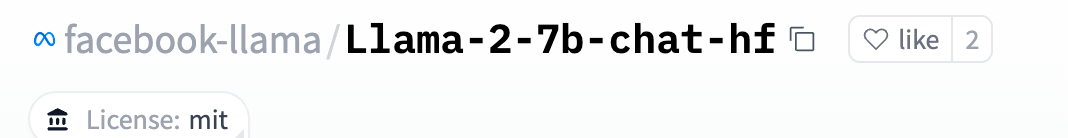 facebook-llama/Llama-2-7b-chat-hf like 2
License: mit